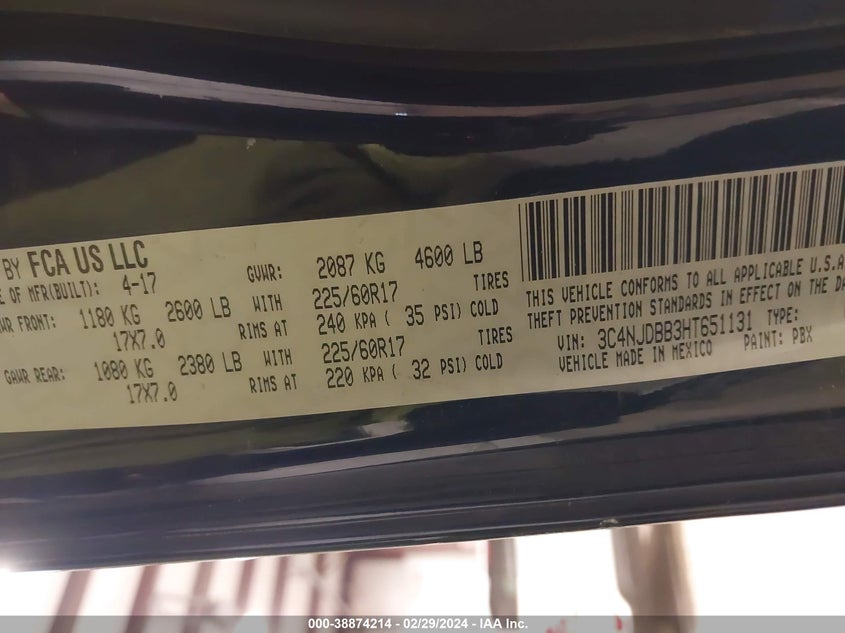 BY FCA US LLC
E OF MFR(BUILT): 4-17
GVWR: 2087 KG 4600 LB
WR FRONT: 1180 KG 2600 LB WITH 225/60R17 TIRES
17X7.0 RIMS AT 240 KPA ( 35 PSI) COLD
GAWR REAR: 1080 KG 2380 LB WITH 225/60R17 TIRES
17X7.0 RIMS AT 220 KPA ( 32 PSI) COLD
THIS VEHICLE CONFORMS TO ALL APPLICABLE U.S.A
THEFT PREVENTION STANDARDS IN EFFECT ON THE DA
VIN: 3C4NJDBB3HT651131 TYPE:
VEHICLE MADE IN MEXICO PAINT: PBX
000-38874214 - 02/29/2024 - IAA Inc.